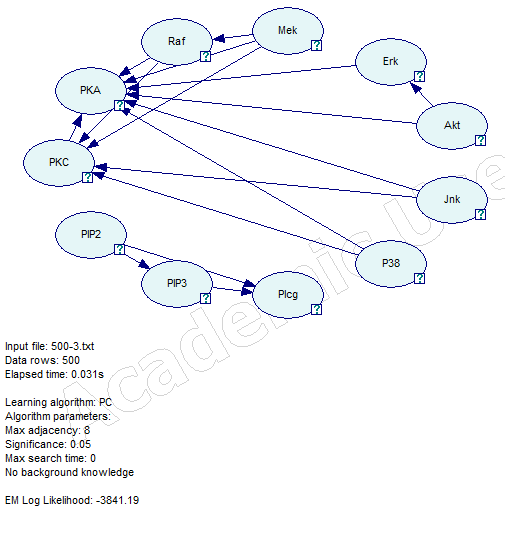 Raf
Mek
Erk
PKA
Akt
PKC
Jnk
PIP2
P38
PIP3
Plcg
?
?
?
?
?
?
?
?
?
?
?
Academic
Input file: 500-3.txt
Data rows: 500
Elapsed time: 0.031s
Learning algorithm: PC
Algorithm parameters:
Max adjacency: 8
Significance: 0.05
Max search time: 0
No background knowledge
EM Log Likelihood: -3841.19